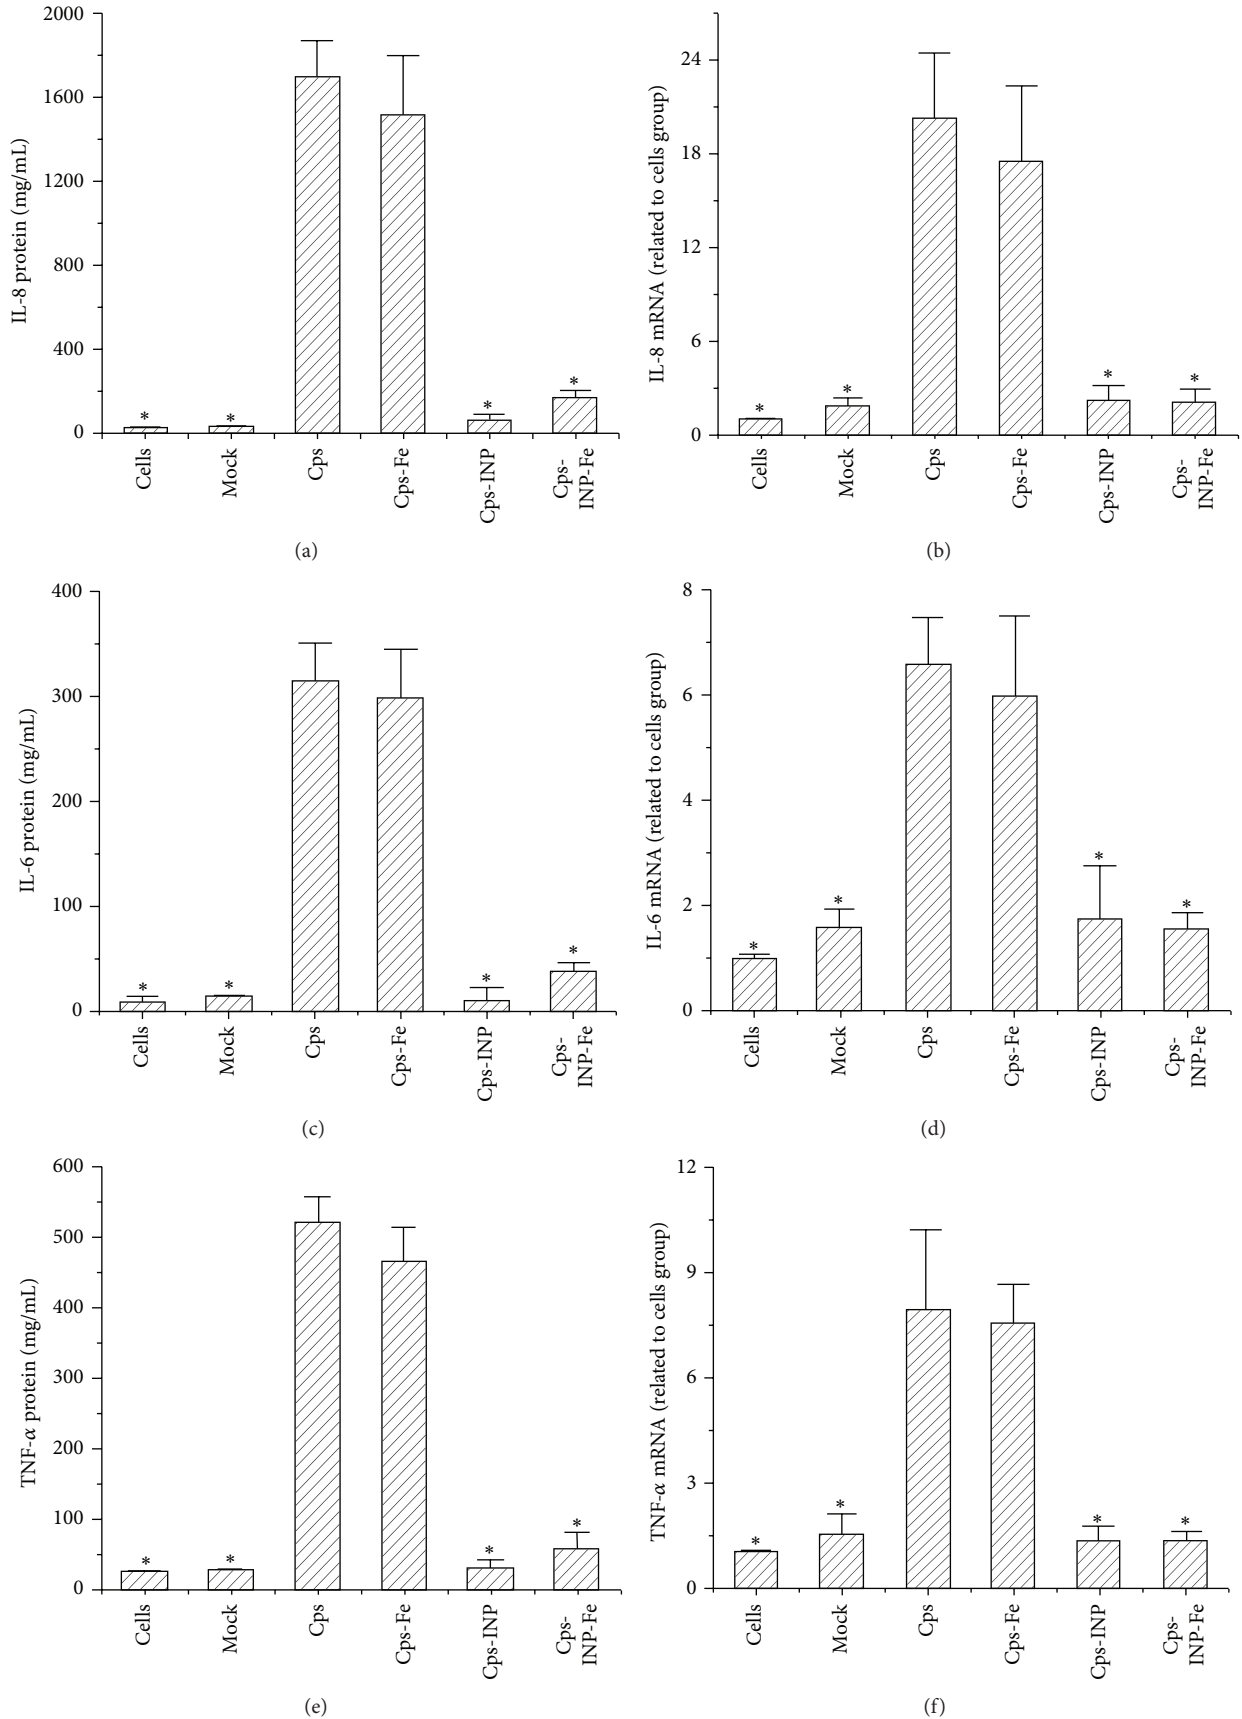 2000
1600
1200
800
400
0
IL-8 protein (mg/mL)
*
*
*
*
Cells
Mock
Cps
Cps-Fe
Cps-INP
Cps-
INP-Fe
(a)
24
18
12
6
0
IL-8 mRNA (related to cells group)
*
*
*
*
Cells
Mock
Cps
Cps-Fe
Cps-INP
Cps-
INP-Fe
(b)
400
300
200
100
0
IL-6 protein (mg/mL)
*
*
*
*
Cells
Mock
Cps
Cps-Fe
Cps-INP
Cps-
INP-Fe
(c)
8
6
4
2
0
IL-6 mRNA (related to cells group)
*
*
*
*
Cells
Mock
Cps
Cps-Fe
Cps-INP
Cps-
INP-Fe
(d)
600
500
400
300
200
100
0
TNF-α protein (mg/mL)
*
*
*
*
Cells
Mock
Cps
Cps-Fe
Cps-INP
Cps-
INP-Fe
(e)
12
9
6
3
0
TNF-α mRNA (related to cells group)
*
*
*
*
Cells
Mock
Cps
Cps-Fe
Cps-INP
Cps-
INP-Fe
(f)